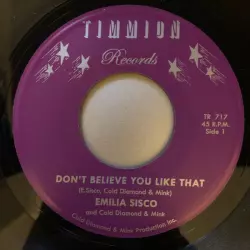 TIMMION
Records
TR 717
45 R.P.M.
Side 1
DON'T BELIEVE YOU LIKE THAT
(E.Sisco, Cold Diamond & Mink)
EMILIA SISCO
and Cold Diamond & Mink
Cold Diamond & Mink Production Inc.